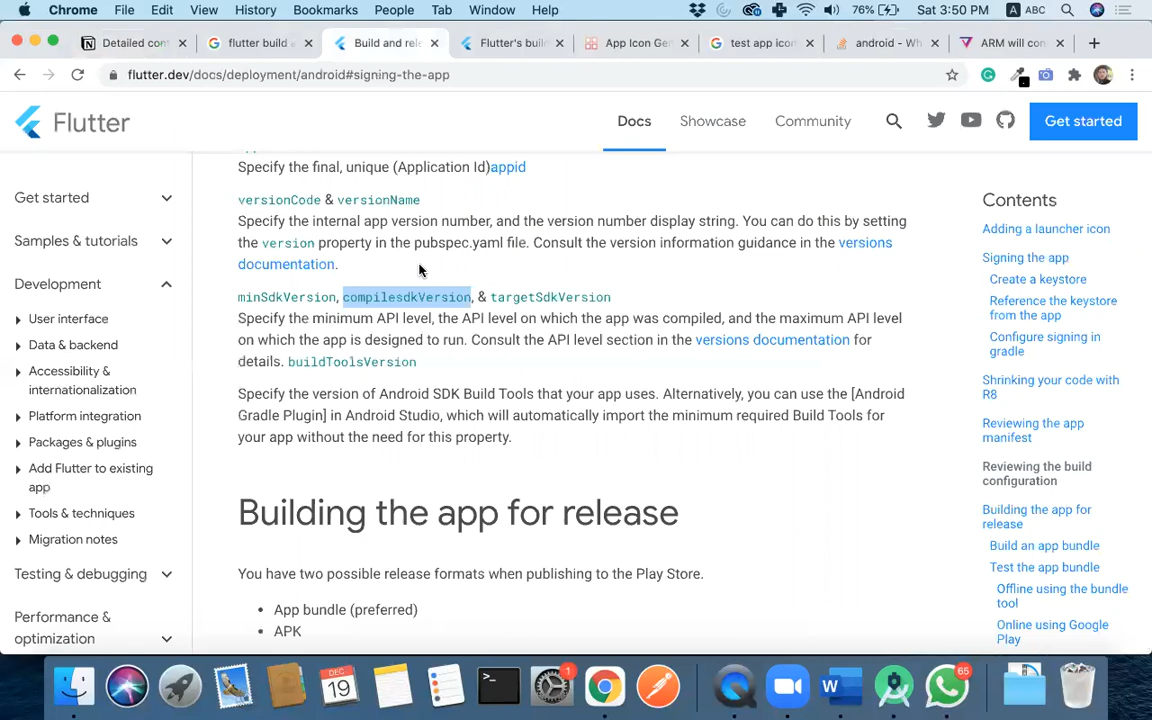 Chrome File Edit View History Bookmarks People Tab Window Help 76% Sat 3:50 PM A ABC
Detailed con
flutter build a
Build and rele
Flutter's buil
App Icon Gen
test app icon
android - Wh
ARM will con
flutter.dev/docs/deployment/android#signing-the-app
Flutter
Docs Showcase Community Get started
Specify the final, unique (Application Id)appid
versionCode & versionName
Specify the internal app version number, and the version number display string. You can do this by setting
the version property in the pubspec.yaml file. Consult the version information guidance in the versions
documentation.
minSdkVersion, compilesdkVersion, & targetSdkVersion
Specify the minimum API level, the API level on which the app was compiled, and the maximum API level
on which the app is designed to run. Consult the API level section in the versions documentation for
details. buildToolsVersion
Specify the version of Android SDK Build Tools that your app uses. Alternatively, you can use the [Android
Gradle Plugin] in Android Studio, which will automatically import the minimum required Build Tools for
your app without the need for this property.
Building the app for release
You have two possible release formats when publishing to the Play Store.
• App bundle (preferred)
• APK
Get started
Samples & tutorials
Development
User interface
Data & backend
Accessibility &
internationalization
Platform integration
Packages & plugins
Add Flutter to existing
app
Tools & techniques
Migration notes
Testing & debugging
Performance &
optimization
Contents
Adding a launcher icon
Signing the app
Create a keystore
Reference the keystore
from the app
Configure signing in
gradle
Shrinking your code with
R8
Reviewing the app
manifest
Reviewing the build
configuration
Building the app for
release
Build an app bundle
Test the app bundle
Offline using the bundle
tool
Online using Google
Play
DEC
19
>_
1
W
65